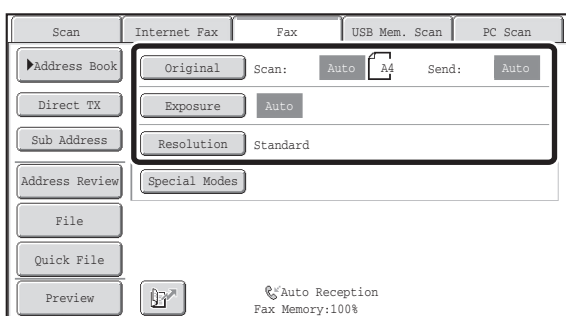 Scan Internet Fax Fax USB Mem. Scan PC Scan
Address Book
Original Scan: Auto A4 Send: Auto
Direct TX
Exposure Auto
Sub Address
Resolution Standard
Address Review
Special Modes
File
Quick File
Preview
Auto Reception
Fax Memory:100%